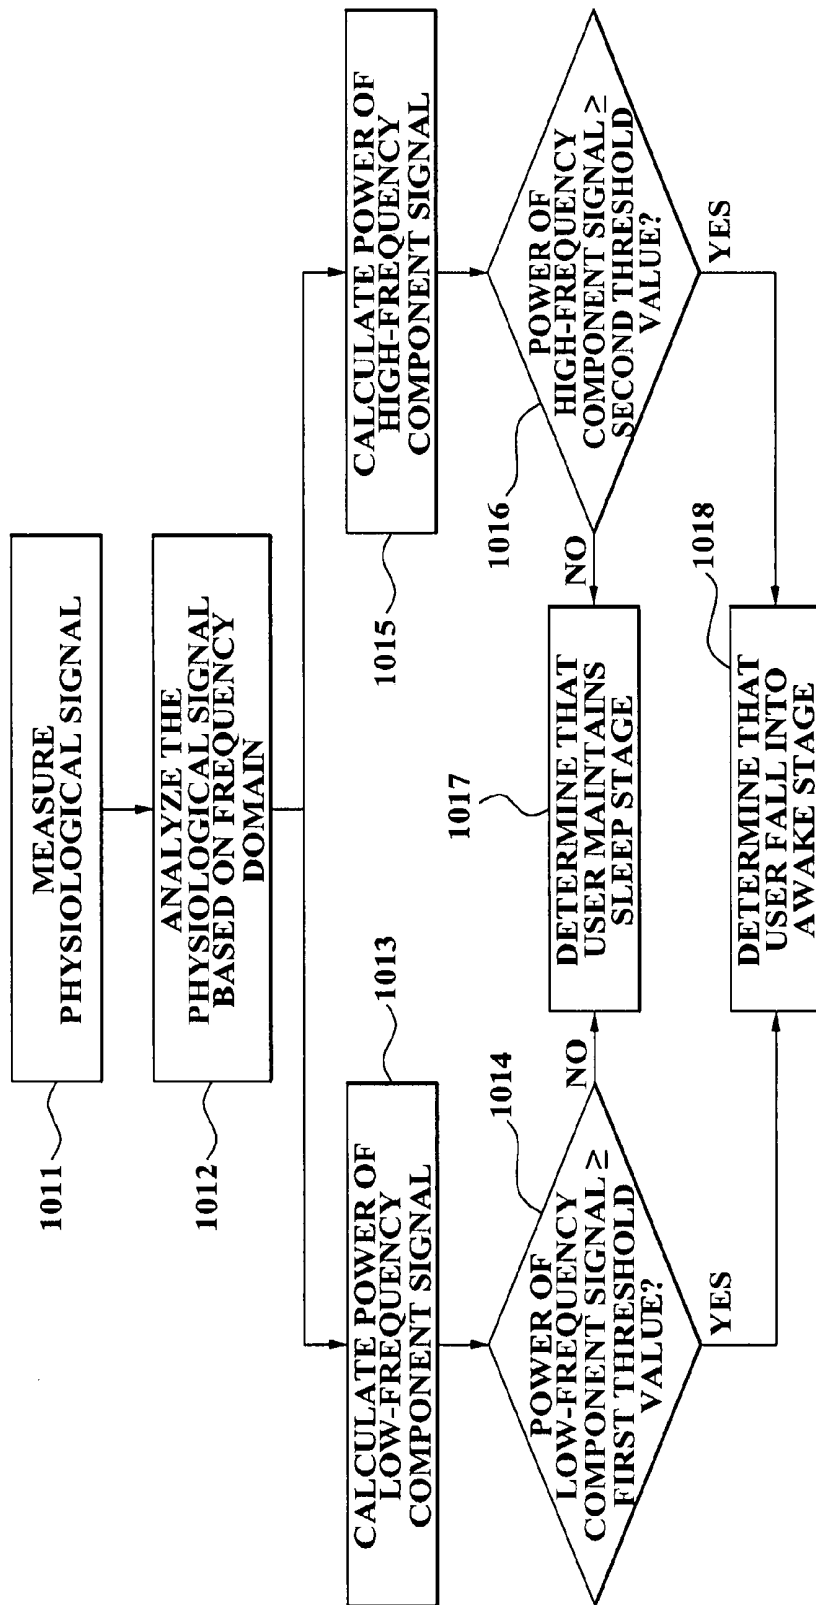 MEASURE
PHYSIOLOGICAL SIGNAL
1011
ANALYZE THE
PHYSIOLOGICAL SIGNAL
BASED ON FREQUENCY
DOMAIN
1012
CALCULATE POWER OF
LOW-FREQUENCY
COMPONENT SIGNAL
1013
CALCULATE POWER OF
HIGH-FREQUENCY
COMPONENT SIGNAL
1015
POWER OF
LOW-FREQUENCY
COMPONENT SIGNAL ≥
FIRST THRESHOLD
VALUE?
1014
NO
YES
DETERMINE THAT
USER MAINTAINS
SLEEP STAGE
1017
POWER OF
HIGH-FREQUENCY
COMPONENT SIGNAL ≥
SECOND THRESHOLD
VALUE?
1016
NO
YES
DETERMINE THAT
USER FALL INTO
AWAKE STAGE
1018